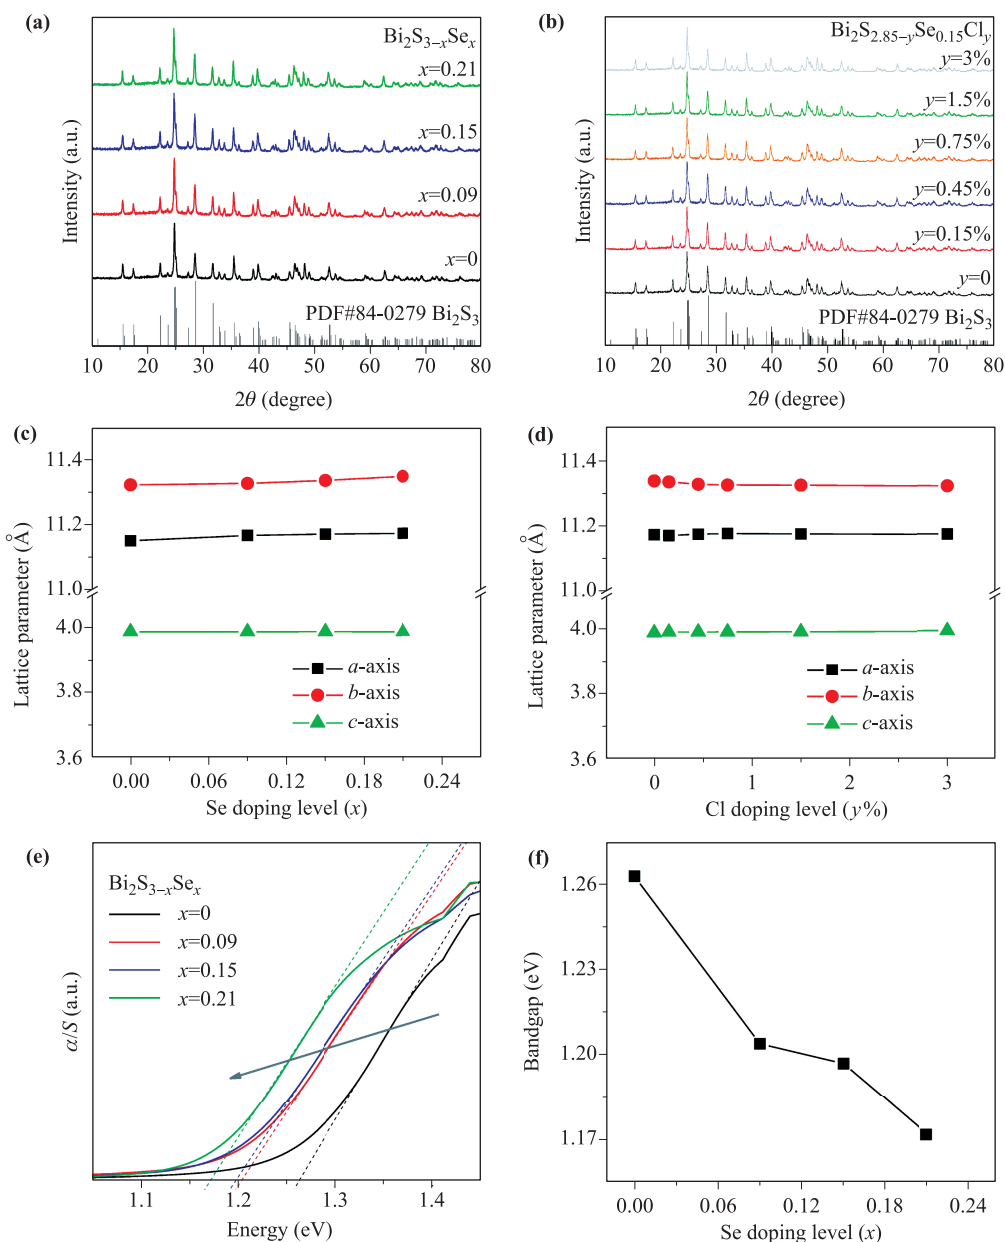 (a)
Bi₂S₃₋ₓSeₓ
x=0.21
x=0.15
x=0.09
x=0
PDF#84-0279 Bi₂S₃
Intensity (a.u.)
10 20 30 40 50 60 70 80
2θ (degree)
(b)
Bi₂S₂.₈₅₋ᵧSe₀.₁₅Clᵧ
y=3%
y=1.5%
y=0.75%
y=0.45%
y=0.15%
y=0
PDF#84-0279 Bi₂S₃
Intensity (a.u.)
10 20 30 40 50 60 70 80
2θ (degree)
(c)
Lattice parameter (Å)
11.4
11.2
11.0
4.0
3.8
3.6
a-axis
b-axis
c-axis
0.00 0.06 0.12 0.18 0.24
Se doping level (x)
(d)
Lattice parameter (Å)
11.4
11.2
11.0
4.0
3.8
3.6
a-axis
b-axis
c-axis
0 1 2 3
Cl doping level (y%)
(e)
Bi₂S₃₋ₓSeₓ
x=0
x=0.09
x=0.15
x=0.21
α/S (a.u.)
1.1 1.2 1.3 1.4
Energy (eV)
(f)
Bandgap (eV)
1.26
1.23
1.20
1.17
0.00 0.06 0.12 0.18 0.24
Se doping level (x)